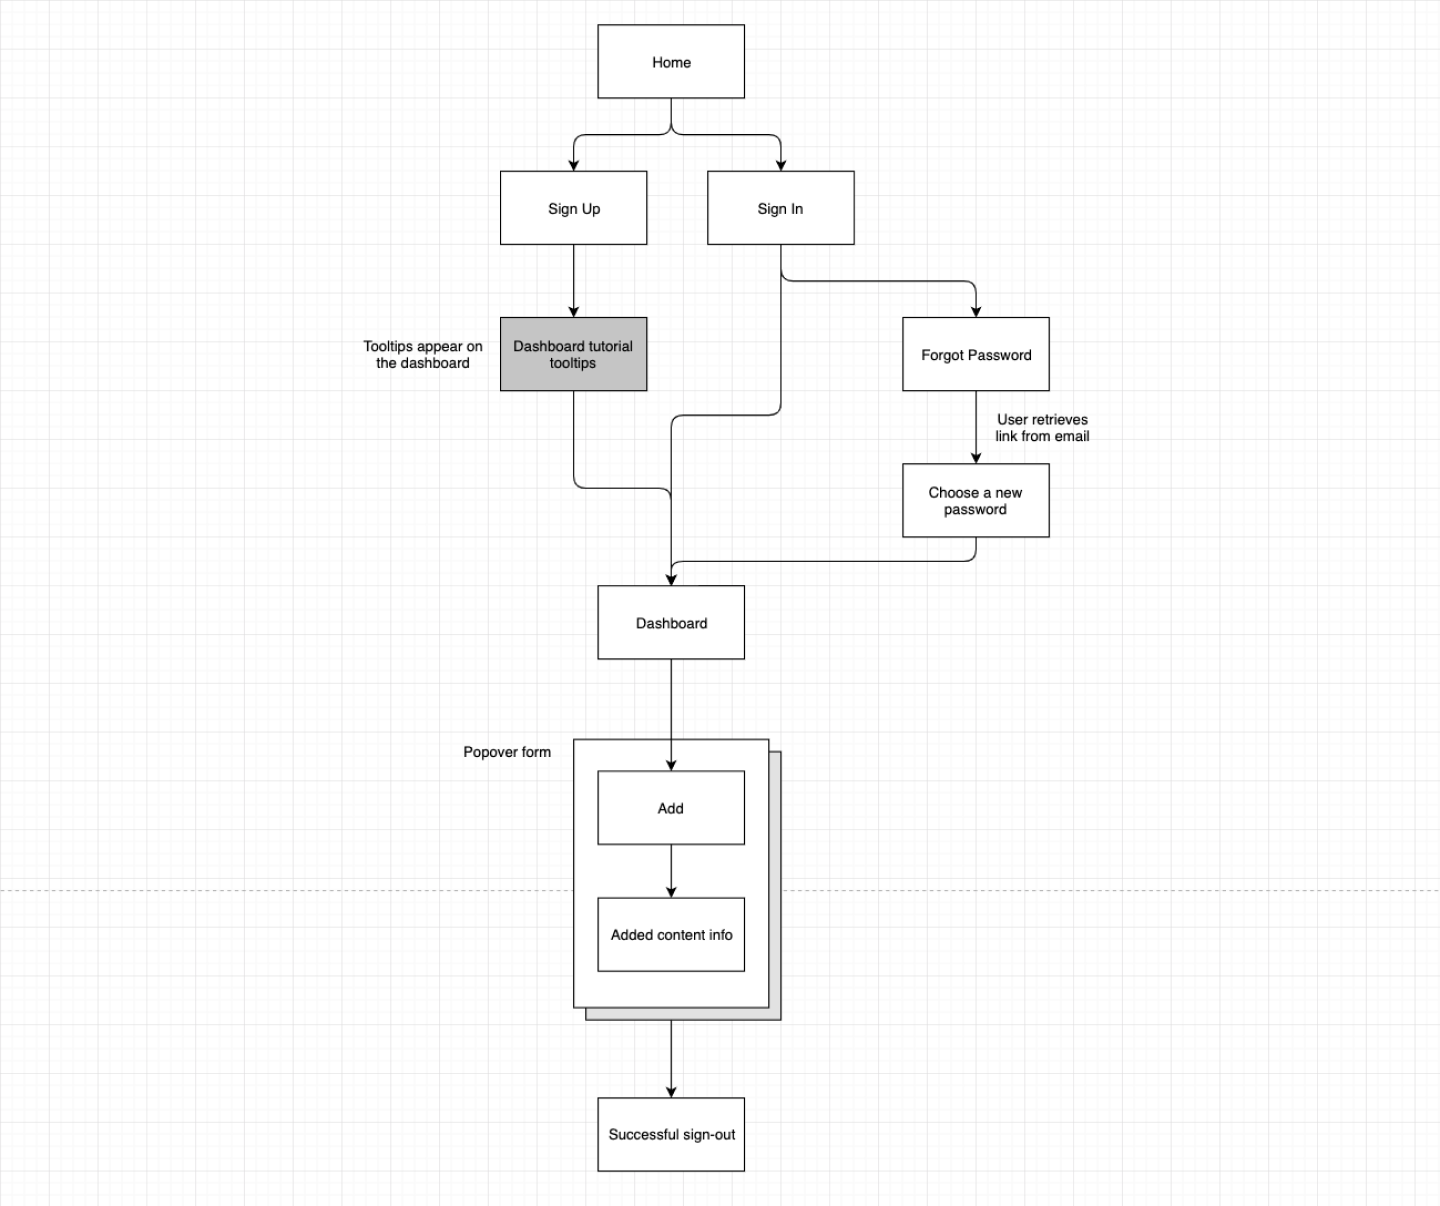 Home
Sign Up
Sign In
Tooltips appear on
the dashboard
Dashboard tutorial
tooltips
Forgot Password
User retrieves
link from email
Choose a new
password
Dashboard
Popover form
Add
Added content info
Successful sign-out